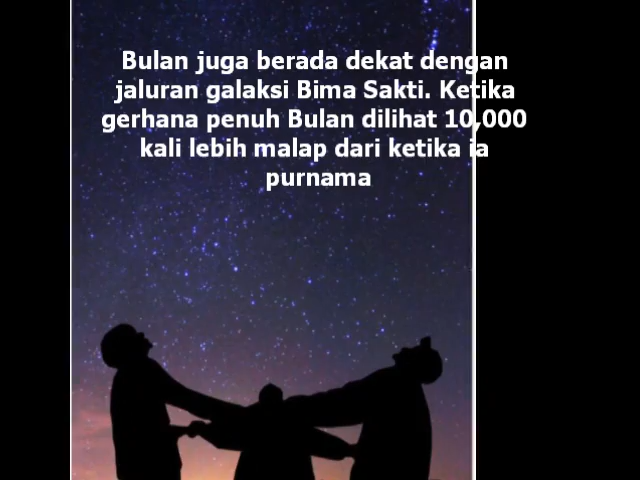 Bulan juga berada dekat dengan
jaluran galaksi Bima Sakti. Ketika
gerhana penuh Bulan dilihat 10,000
kali lebih malap dari ketika ia
purnama